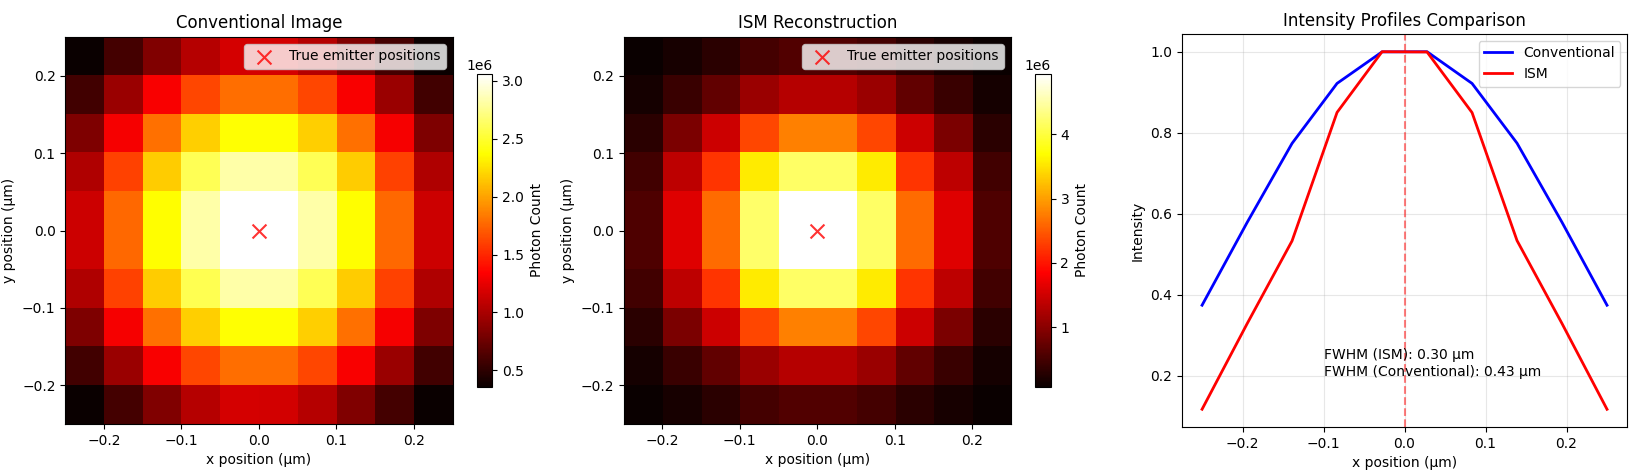 Conventional Image
True emitter positions
1e6
0.2
0.1
0.0
−0.1
−0.2
y position (μm)
−0.2
−0.1
0.0
0.1
0.2
x position (μm)
3.0
2.5
2.0
1.5
1.0
0.5
Photon Count
ISM Reconstruction
True emitter positions
1e6
0.2
0.1
0.0
−0.1
−0.2
y position (μm)
−0.2
−0.1
0.0
0.1
0.2
x position (μm)
4
3
2
1
Photon Count
Intensity Profiles Comparison
Conventional
ISM
1.0
0.8
0.6
0.4
0.2
Intensity
FWHM (ISM): 0.30 μm
FWHM (Conventional): 0.43 μm
−0.2
−0.1
0.0
0.1
0.2
x position (μm)